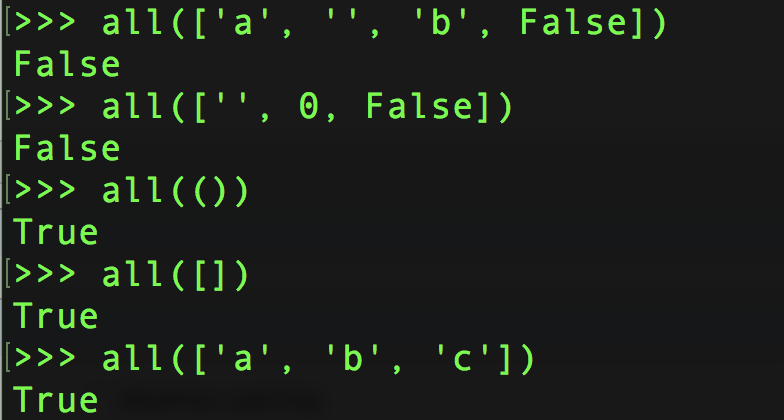 >>> all(['a', '', 'b', False])
False
>>> all(['', 0, False])
False
>>> all(())
True
>>> all([])
True
>>> all(['a', 'b', 'c'])
True